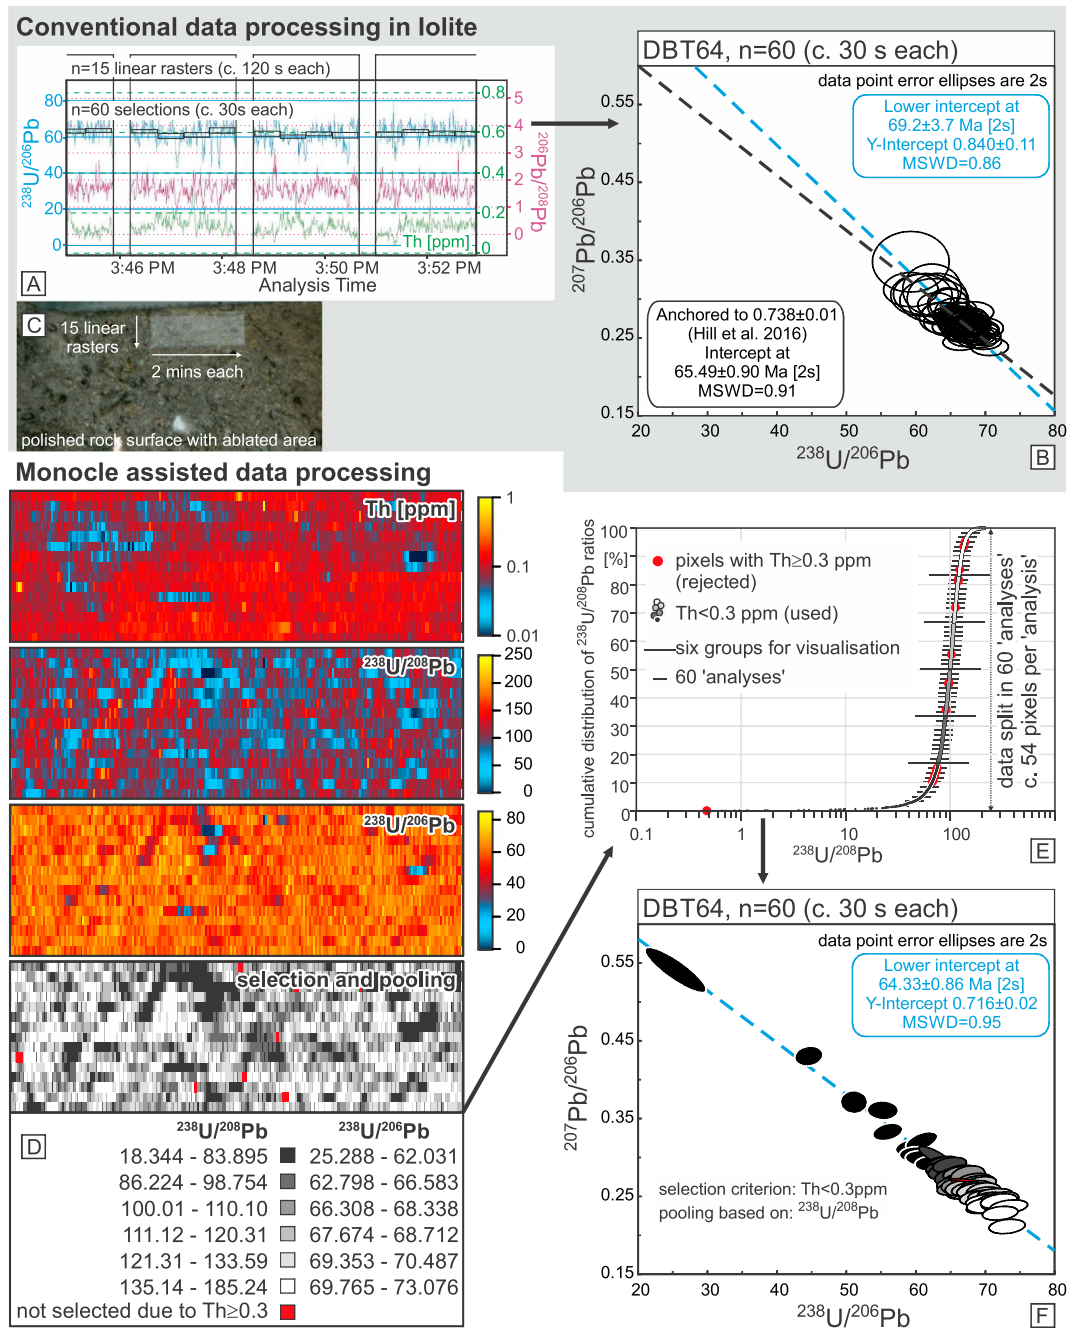 Conventional data processing in Iolite
n=15 linear rasters (c. 120 s each)
n=60 selections (c. 30s each)
80
60
40
20
0
²³⁸U/²⁰⁶Pb
0.8
0.6
0.4
0.2
0
5
4
3
2
1
0
²⁰⁶Pb/²⁰⁸Pb
Th [ppm]
3:46 PM
3:48 PM
3:50 PM
3:52 PM
Analysis Time
A
C
15 linear
rasters
2 mins each
polished rock surface with ablated area
DBT64, n=60 (c. 30 s each)
data point error ellipses are 2s
Lower intercept at
69.2±3.7 Ma [2s]
Y-Intercept 0.840±0.11
MSWD=0.86
Anchored to 0.738±0.01
(Hill et al. 2016)
Intercept at
65.49±0.90 Ma [2s]
MSWD=0.91
0.55
0.45
0.35
0.25
0.15
²⁰⁷Pb/²⁰⁶Pb
20
30
40
50
60
70
80
²³⁸U/²⁰⁶Pb
B
Monocle assisted data processing
Th [ppm]
1
0.1
0.01
²³⁸U/²⁰⁸Pb
250
200
150
100
50
0
²³⁸U/²⁰⁶Pb
80
60
40
20
0
selection and pooling
D
²³⁸U/²⁰⁸Pb ²³⁸U/²⁰⁶Pb
18.344 - 83.895 25.288 - 62.031
86.224 - 98.754 62.798 - 66.583
100.01 - 110.10 66.308 - 68.338
111.12 - 120.31 67.674 - 68.712
121.31 - 133.59 69.353 - 70.487
135.14 - 185.24 69.765 - 73.076
not selected due to Th≥0.3
cumulative distribution of ²³⁸U/²⁰⁸Pb ratios
100
[%]
90
80
70
60
50
40
30
20
10
0
pixels with Th≥0.3 ppm
(rejected)
Th<0.3 ppm (used)
six groups for visualisation
60 'analyses'
data split in 60 'analyses'
c. 54 pixels per 'analysis'
0.1
1
10
100
²³⁸U/²⁰⁸Pb
E
DBT64, n=60 (c. 30 s each)
data point error ellipses are 2s
Lower intercept at
64.33±0.86 Ma [2s]
Y-Intercept 0.716±0.02
MSWD=0.95
selection criterion: Th<0.3ppm
pooling based on: ²³⁸U/²⁰⁸Pb
0.55
0.45
0.35
0.25
0.15
²⁰⁷Pb/²⁰⁶Pb
20
30
40
50
60
70
80
²³⁸U/²⁰⁶Pb
F